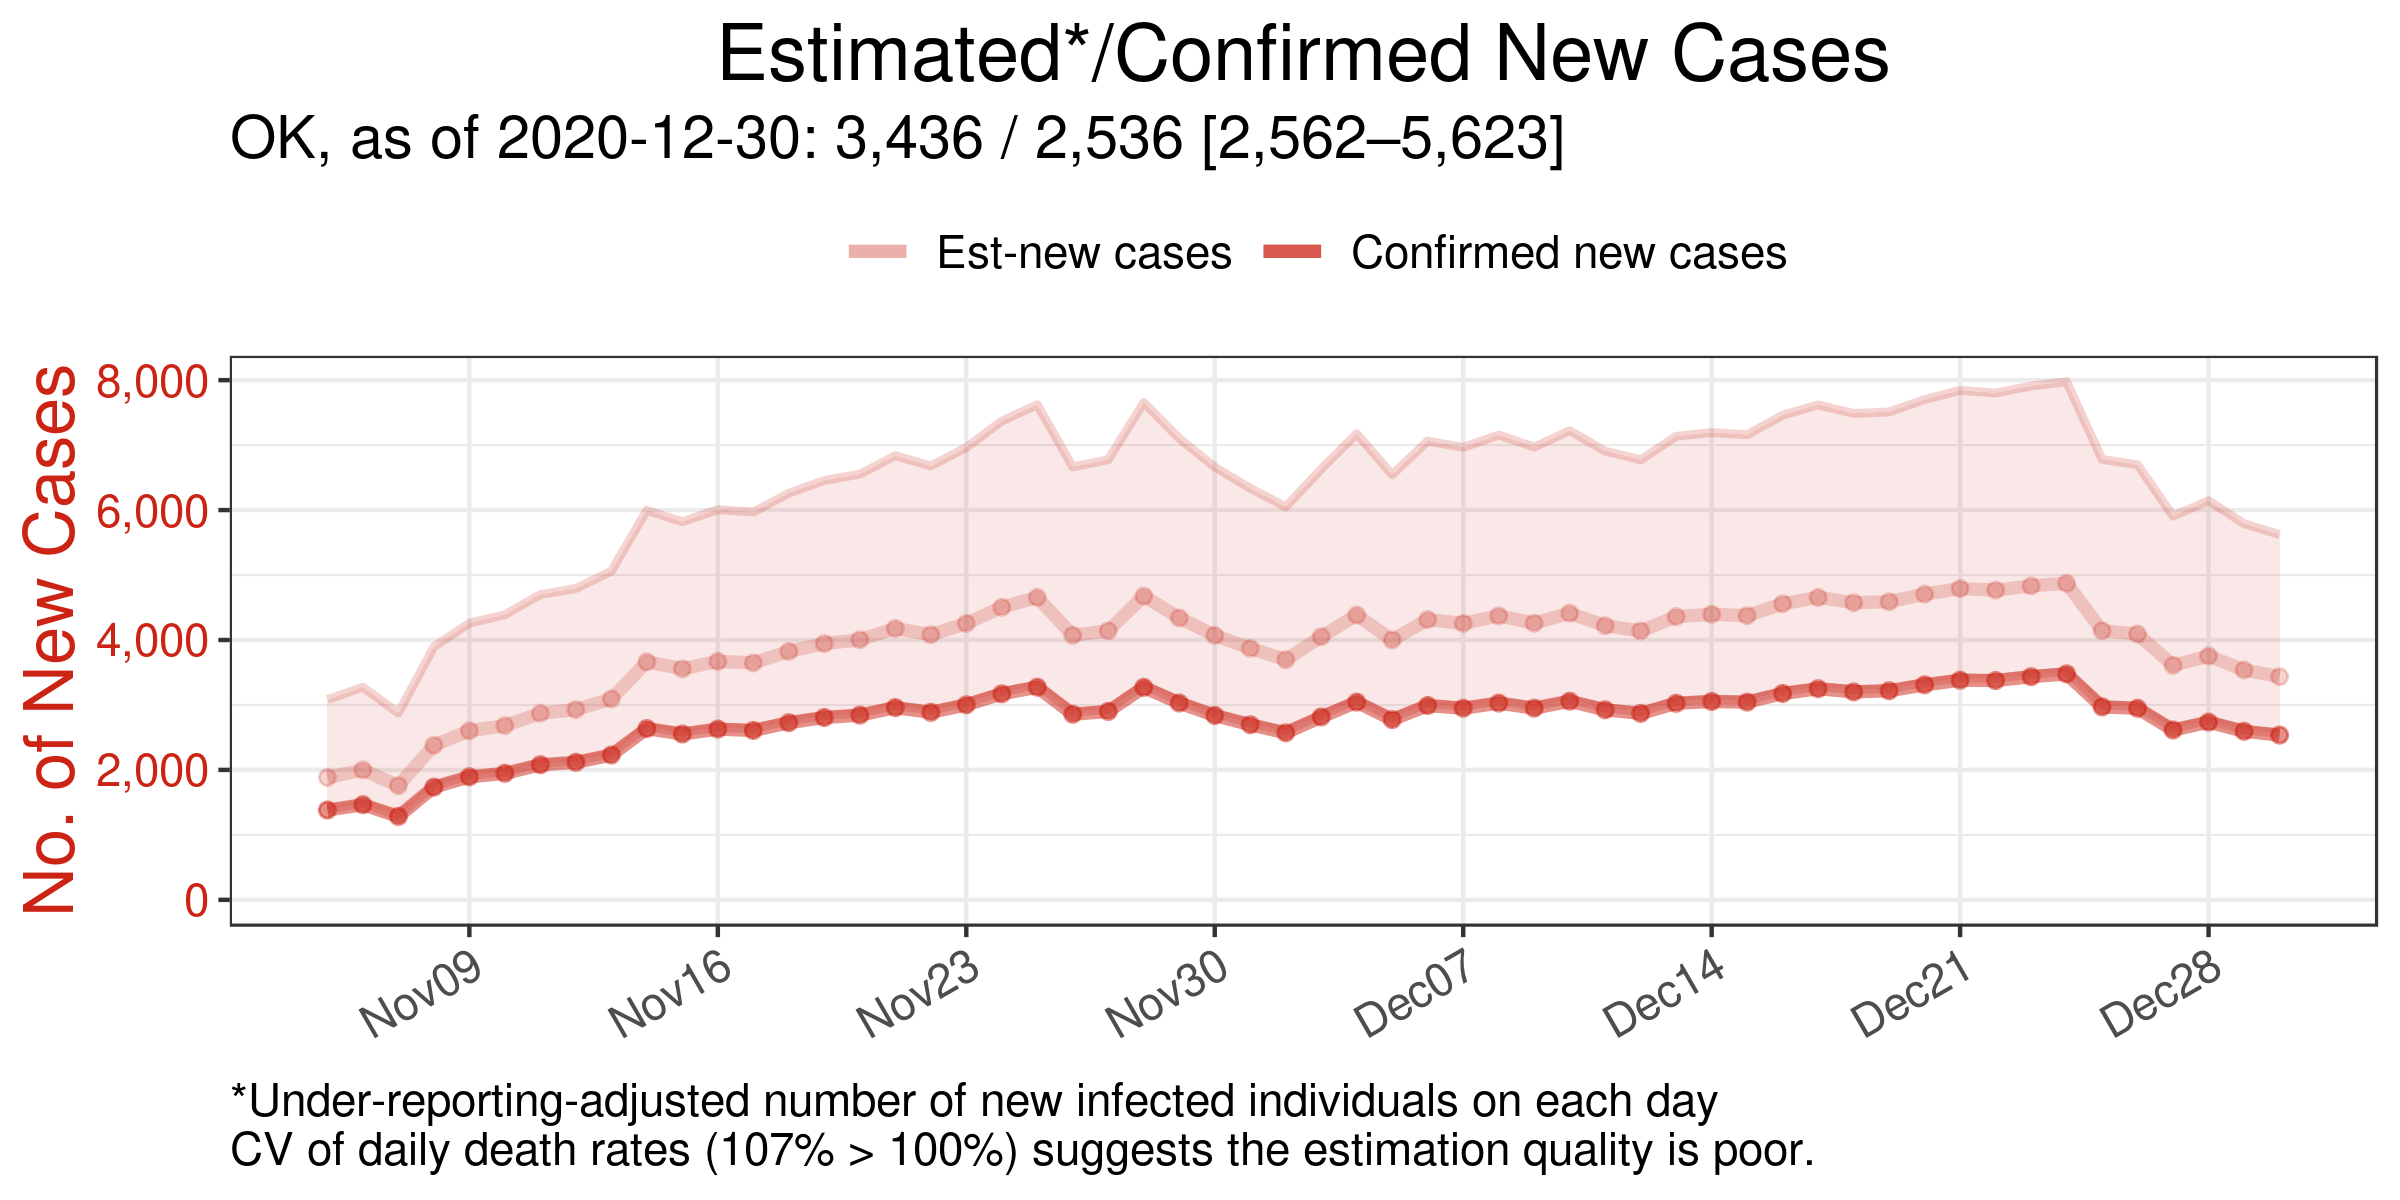 Estimated*/Confirmed New Cases
OK, as of 2020-12-30: 3,436 / 2,536 [2,562–5,623]
Est-new cases Confirmed new cases
No. of New Cases
8,000
6,000
4,000
2,000
0
Nov09 Nov16 Nov23 Nov30 Dec07 Dec14 Dec21 Dec28
*Under-reporting-adjusted number of new infected individuals on each day
CV of daily death rates (107% > 100%) suggests the estimation quality is poor.